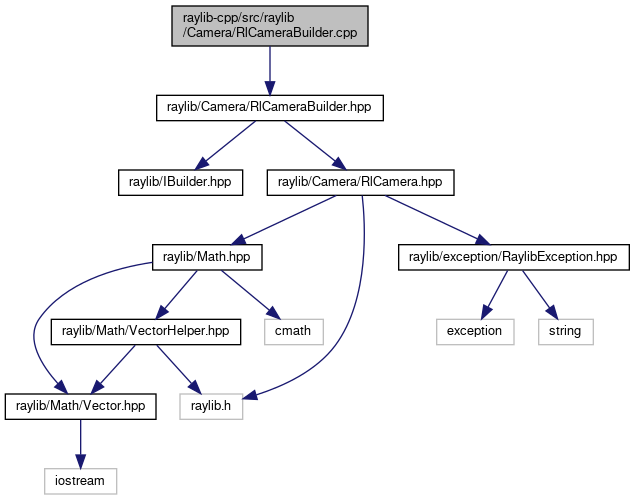 raylib-cpp/src/raylib
/Camera/RlCameraBuilder.cpp
raylib/Camera/RlCameraBuilder.hpp
raylib/IBuilder.hpp
raylib/Camera/RlCamera.hpp
raylib/Math.hpp
raylib/exception/RaylibException.hpp
raylib/Math/VectorHelper.hpp
cmath
exception
string
raylib/Math/Vector.hpp
raylib.h
iostream